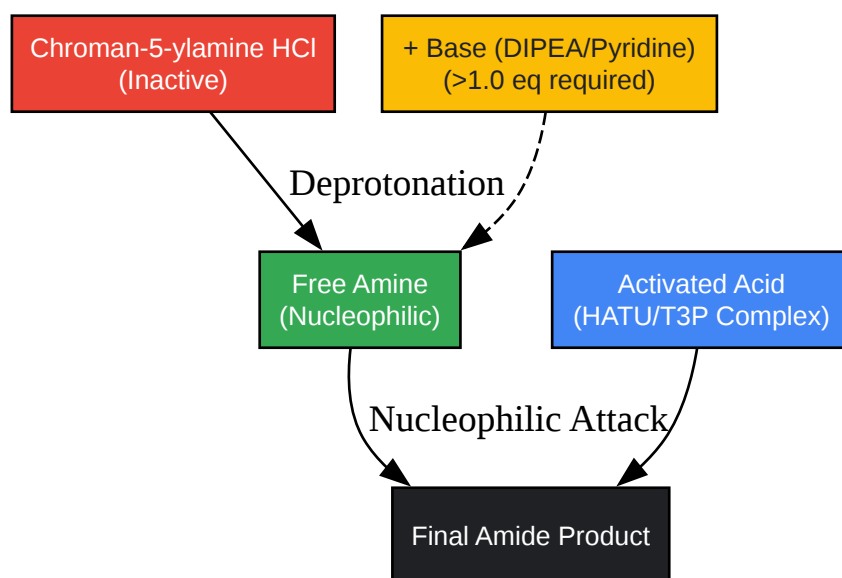 Chroman-5-ylamine HCl
(Inactive)
+ Base (DIPEA/Pyridine)
(>1.0 eq required)
Deprotonation
Free Amine
(Nucleophilic)
Activated Acid
(HATU/T3P Complex)
Nucleophilic Attack
Final Amide Product